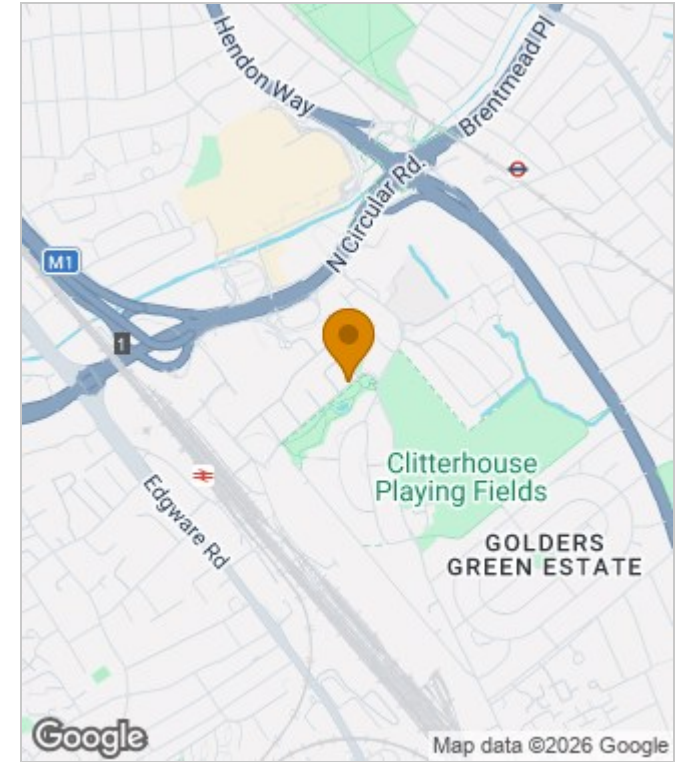 Hendon Way
Brentmead Pl
N Circular Rd.
M1
1
Clitterhouse
Playing Fields
Edgware Rd
GOLDERS
GREEN ESTATE
Google
Map data ©2026 Google